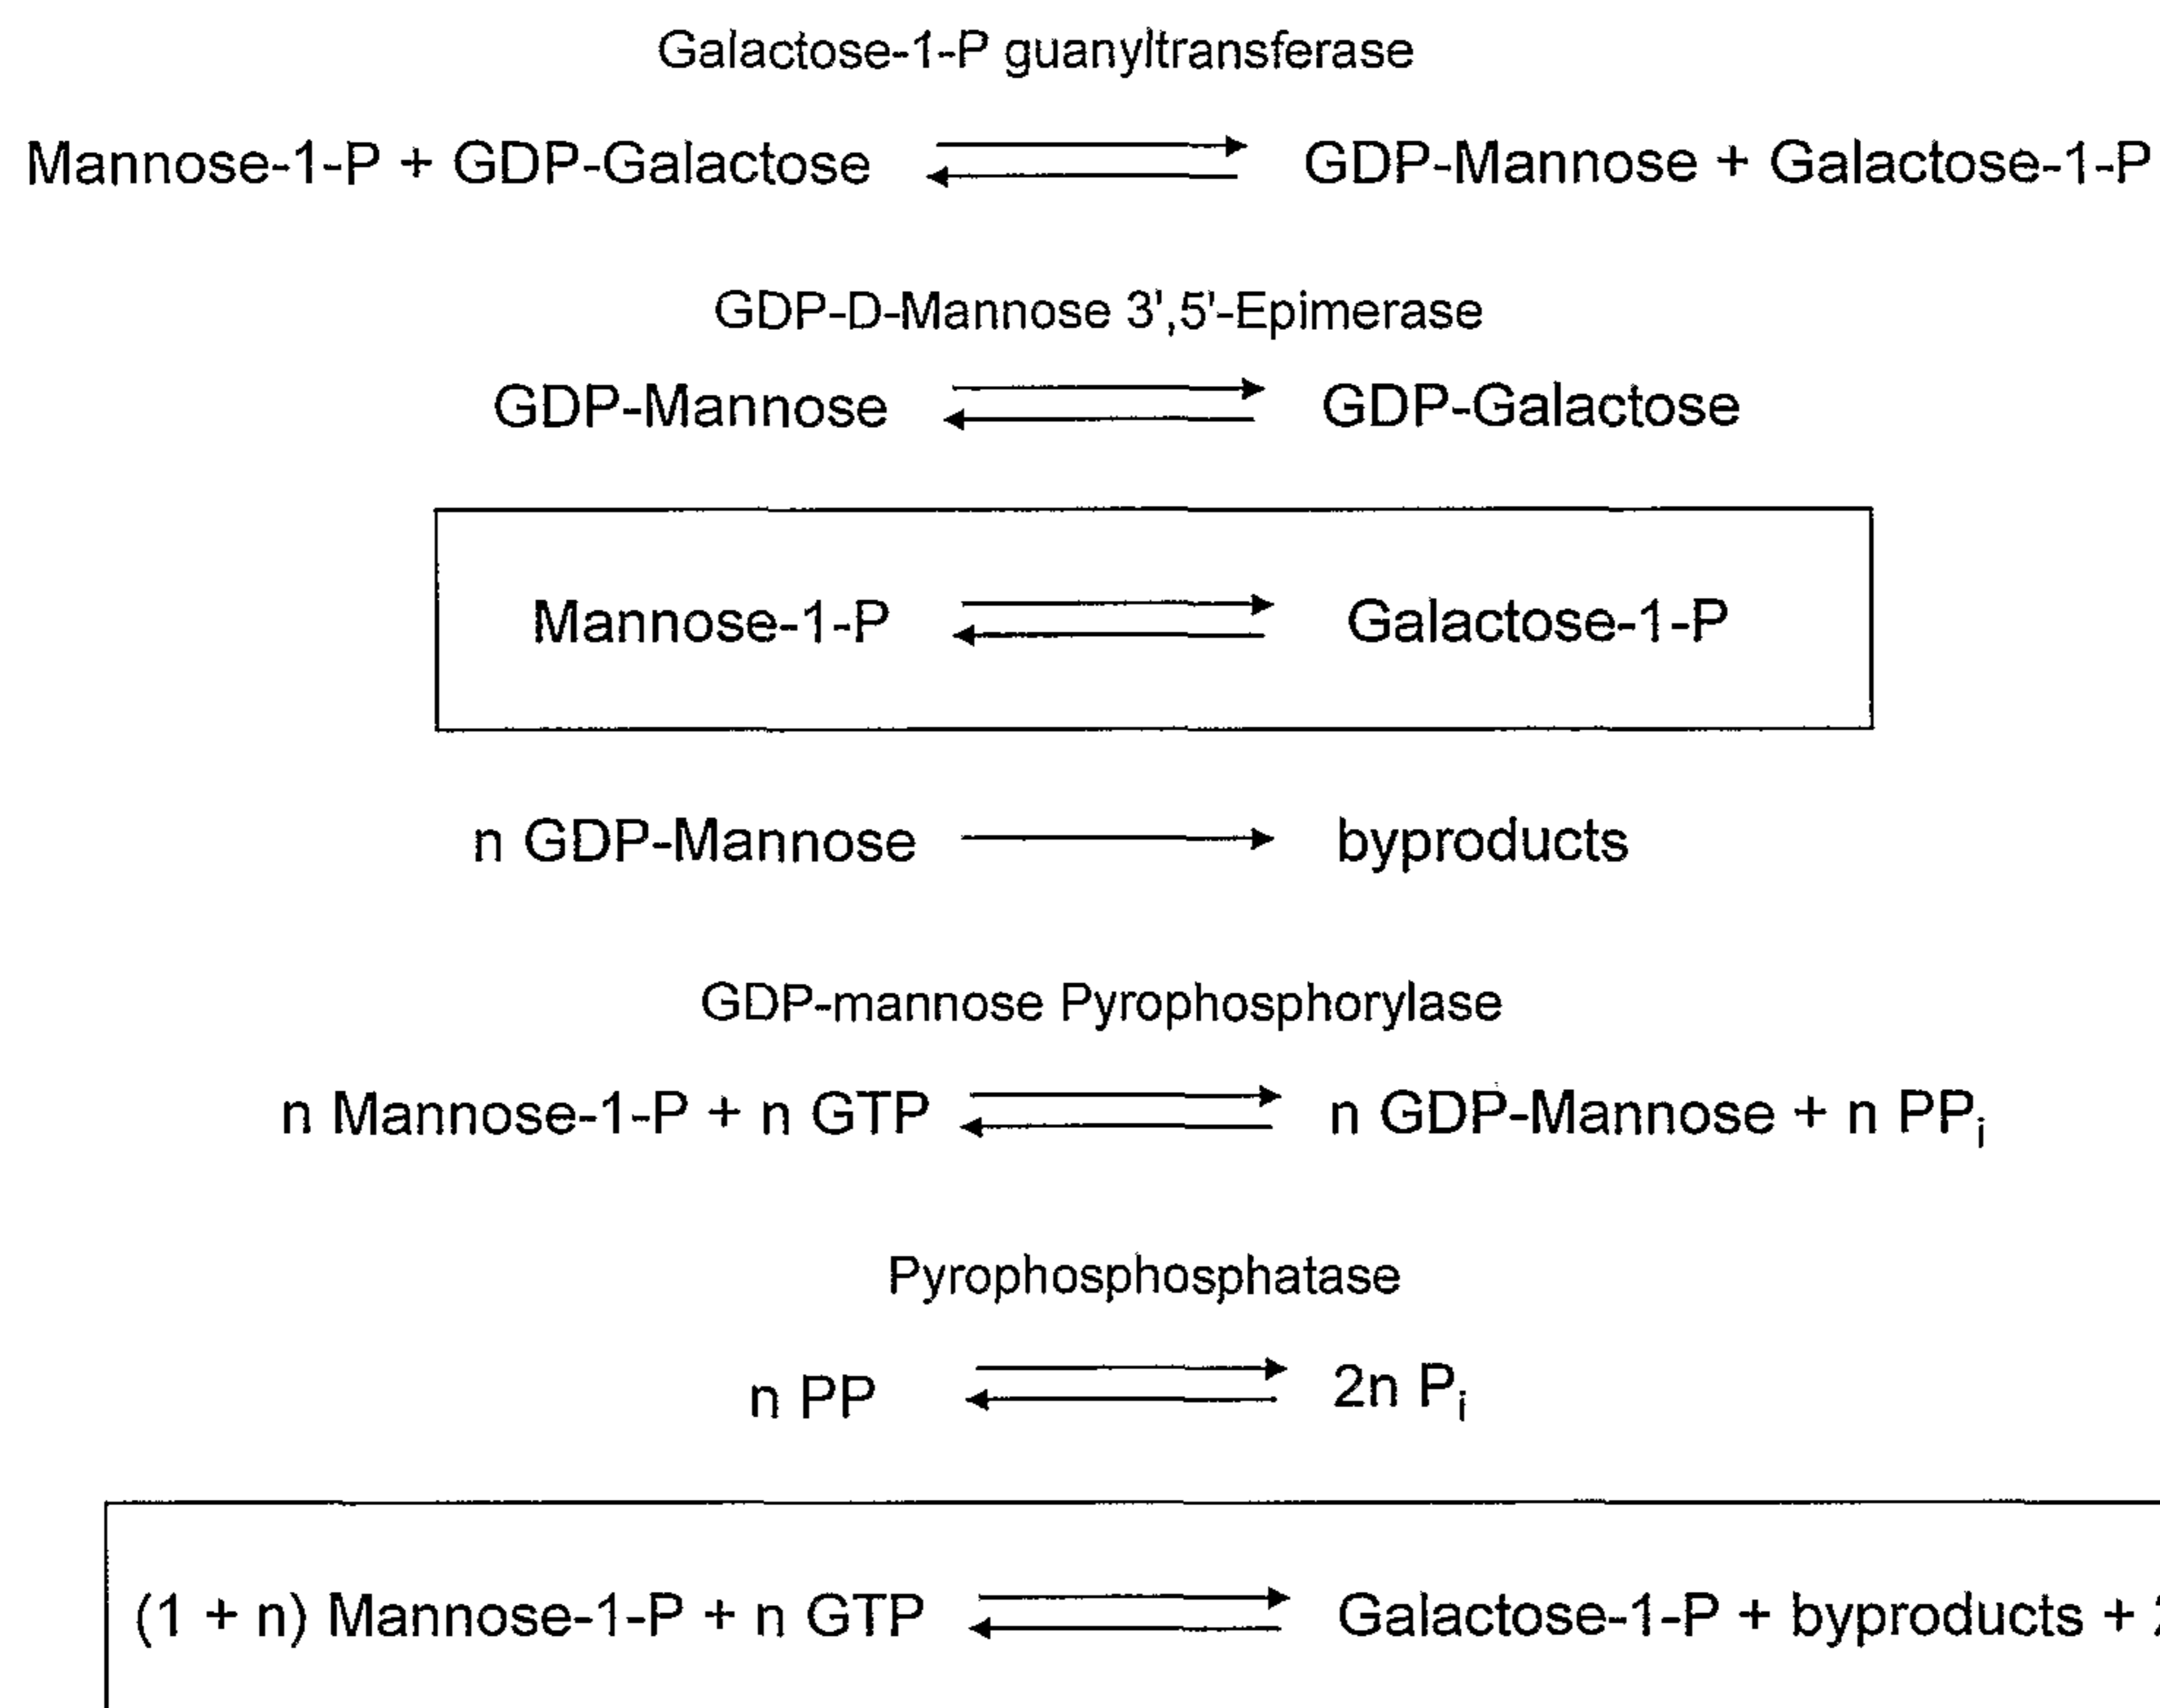 Galactose-1-P guanyltransferase
Mannose-1-P + GDP-Galactose ⇄ GDP-Mannose + Galactose-1-P
GDP-D-Mannose 3',5'-Epimerase
GDP-Mannose ⇄ GDP-Galactose
Mannose-1-P ⇄ Galactose-1-P
n GDP-Mannose → byproducts
GDP-mannose Pyrophosphorylase
n Mannose-1-P + n GTP ⇄ n GDP-Mannose + n PPi
Pyrophosphosphatase
n PP ⇄ 2n Pi
(1 + n) Mannose-1-P + n GTP ⇄ Galactose-1-P + byproducts +